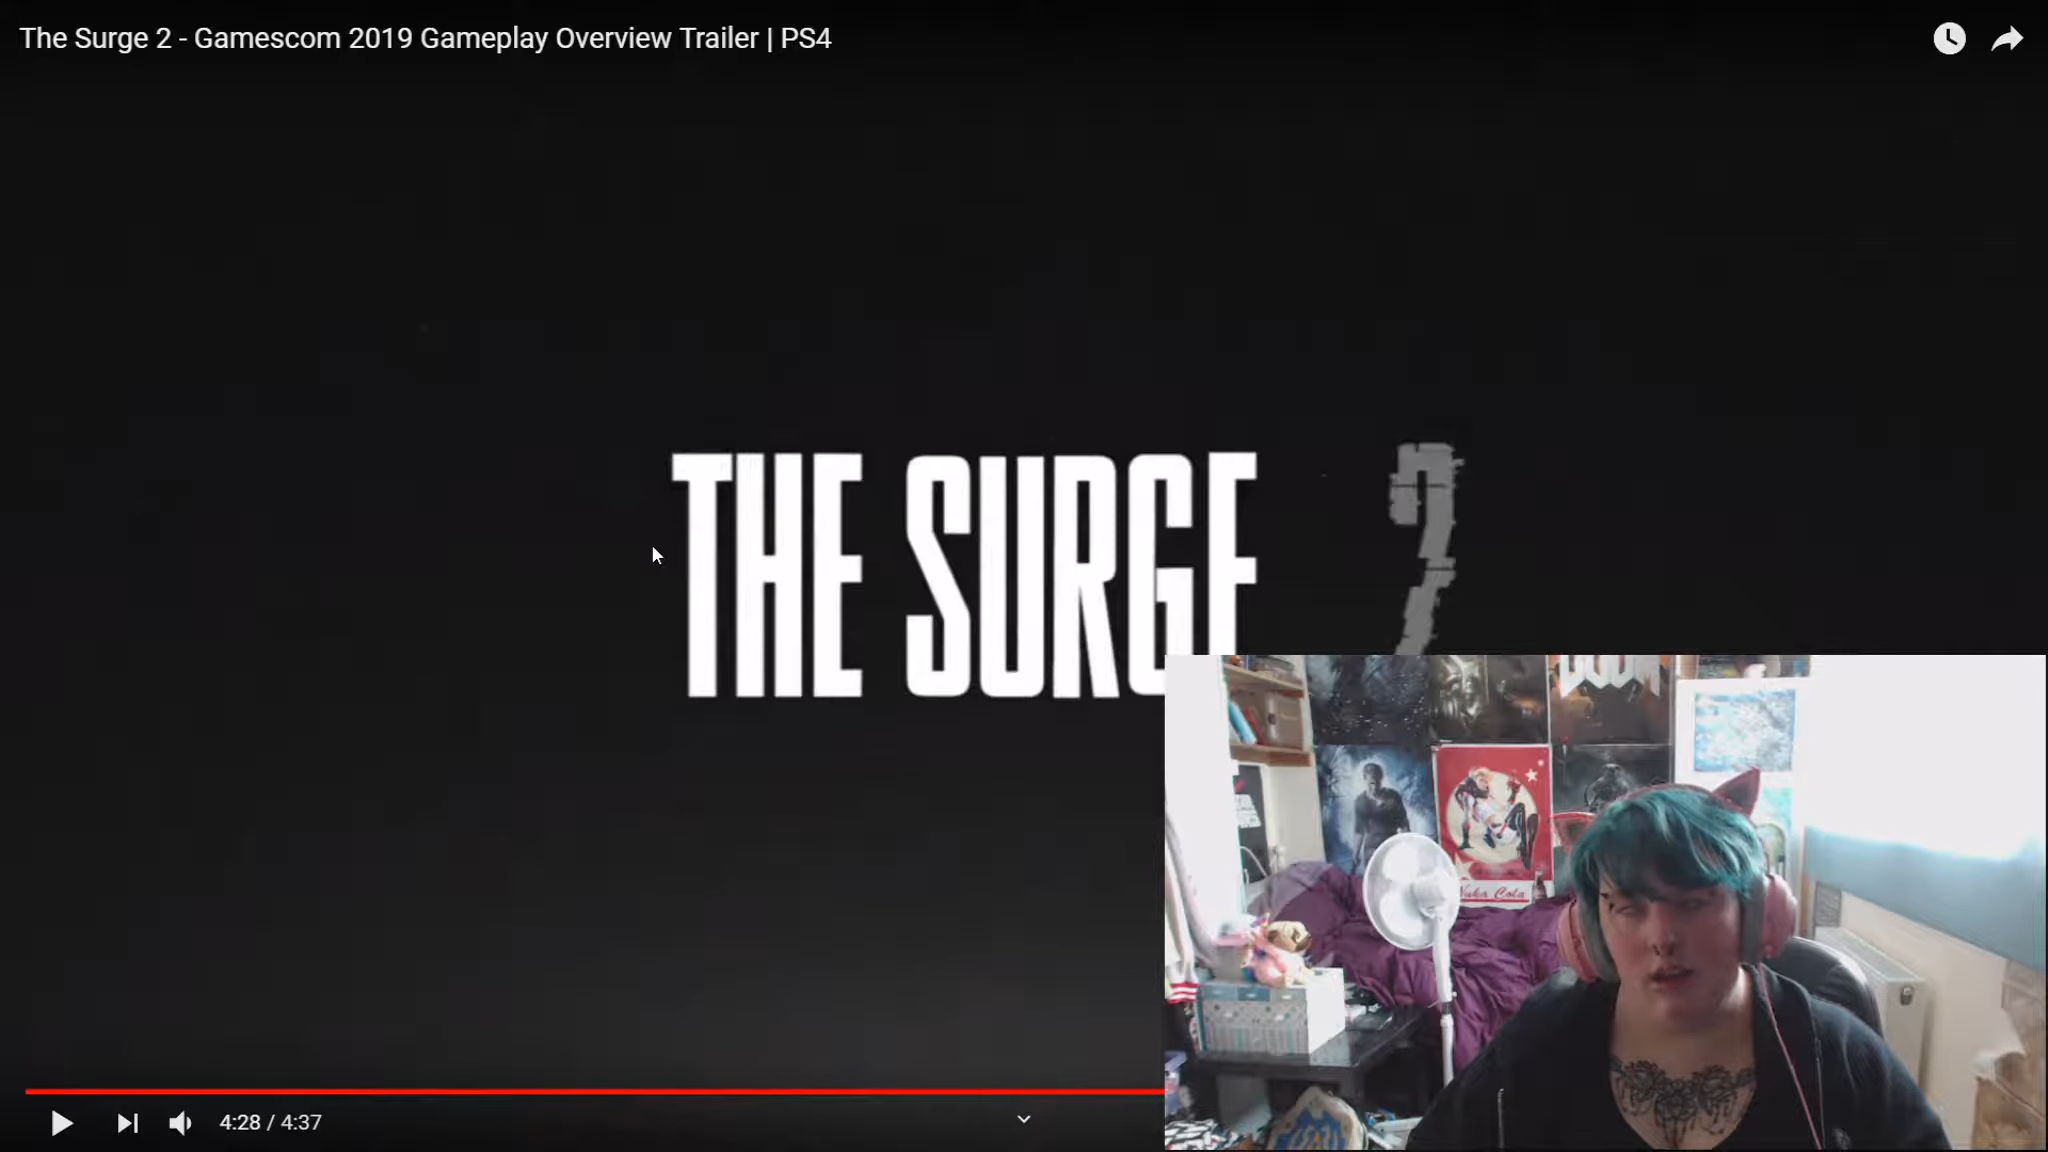 The Surge 2 - Gamescom 2019 Gameplay Overview Trailer | PS4
THE SURGE 2
DOOM
Nuka Cola
4:28 / 4:37